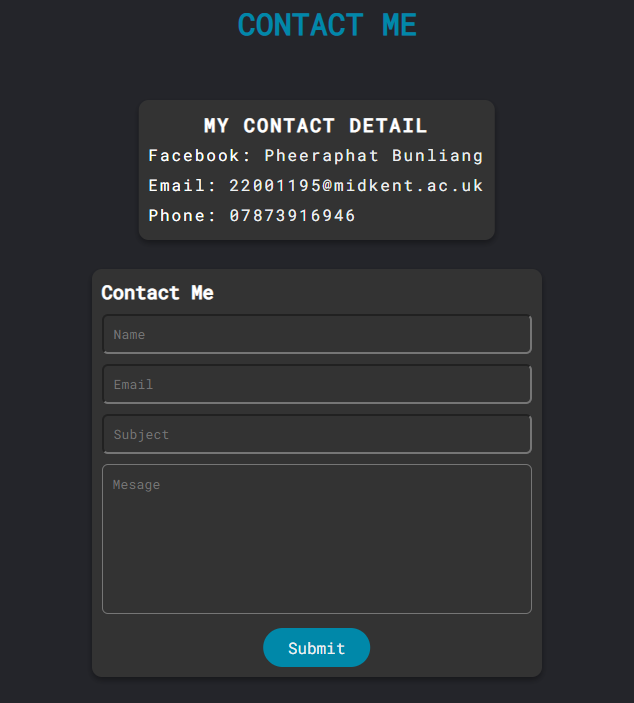 CONTACT ME
MY CONTACT DETAIL
Facebook: Pheeraphat Bunliang
Email: 22001195@midkent.ac.uk
Phone: 07873916946
Contact Me
Name
Email
Subject
Mesage
Submit